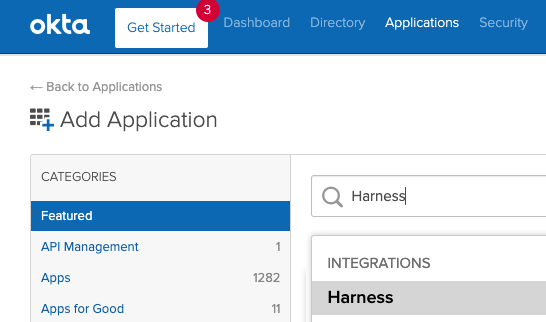 okta
Get Started
3
Dashboard
Directory
Applications
Security
← Back to Applications
Add Application
CATEGORIES
Featured
API Management 1
Apps 1282
Apps for Good 11
Harness
INTEGRATIONS
Harness